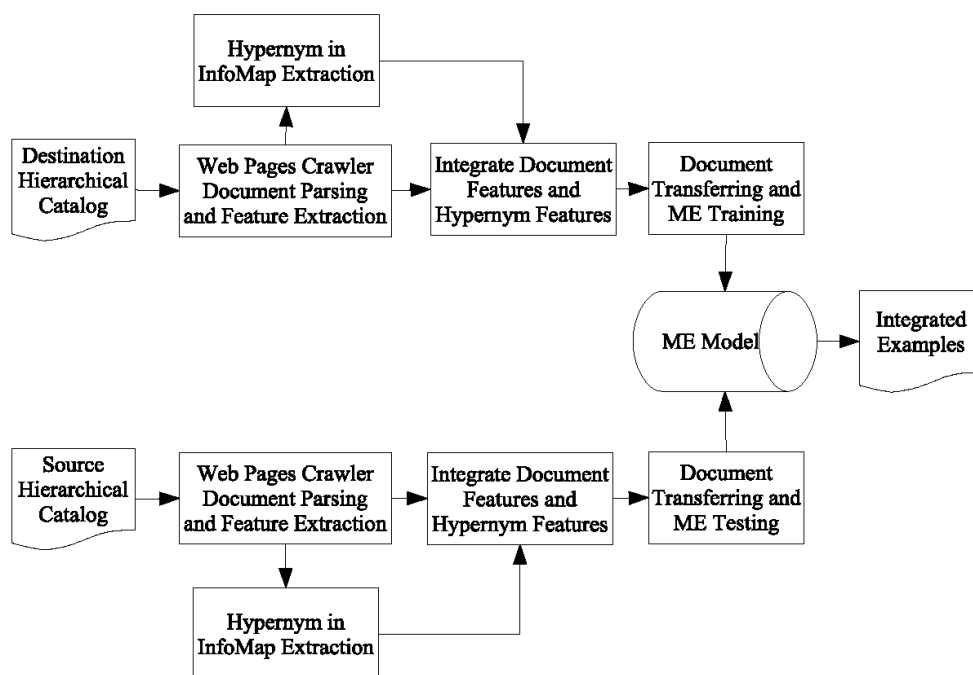 Hypernym in
InfoMap Extraction
Destination
Hierarchical
Catalog
Web Pages Crawler
Document Parsing
and Feature Extraction
Integrate Document
Features and
Hypernym Features
Document
Transferring and
ME Training
ME Model
Integrated
Examples
Source
Hierarchical
Catalog
Web Pages Crawler
Document Parsing
and Feature Extraction
Integrate Document
Features and
Hypernym Features
Document
Transferring and
ME Testing
Hypernym in
InfoMap Extraction